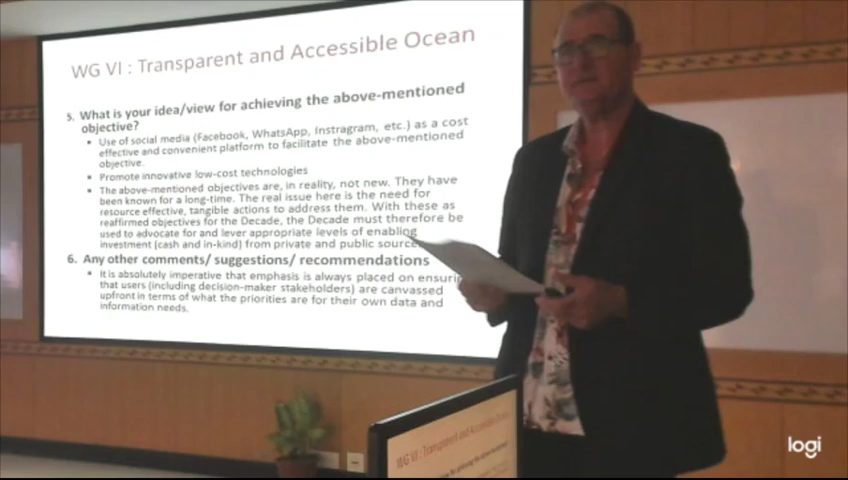 WG VI : Transparent and Accessible Ocean
5. What is your idea/view for achieving the above-mentioned
objective?
▪ Use of social media (Facebook, WhatsApp, Instragram, etc.) as a cost
effective and convenient platform to facilitate the above-mentioned
objective.
▪ Promote innovative low-cost technologies
▪ The above-mentioned objectives are, in reality, not new. They have
been known for a long-time. The real issue here is the need for
resource effective, tangible actions to address them. With these as
reaffirmed objectives for the Decade, the Decade must therefore be
used to advocate for and lever appropriate levels of enabling
investment (cash and in-kind) from private and public source
6. Any other comments/ suggestions/ recommendations
▪ It is absolutely imperative that emphasis is always placed on ensurin
that users (including decision-maker stakeholders) are canvassed
upfront in terms of what the priorities are for their own data and
information needs.
WG VI : Transparent and Accessible Ocean
logi